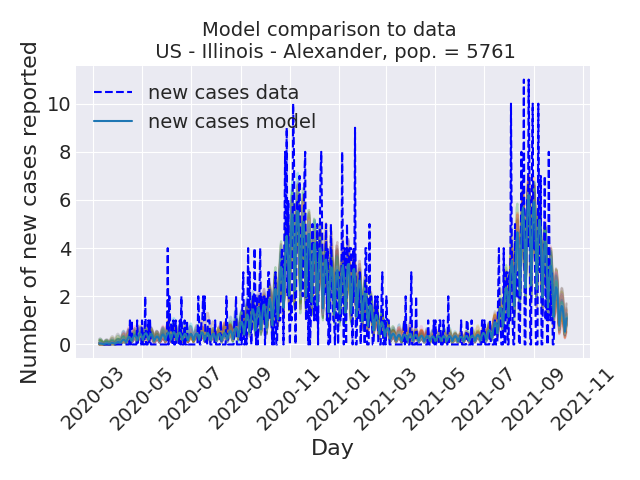 Model comparison to data
US - Illinois - Alexander, pop. = 5761
Number of new cases reported
10
8
6
4
2
0
new cases data
new cases model
2020-03
2020-05
2020-07
2020-09
2020-11
2021-01
2021-03
2021-05
2021-07
2021-09
2021-11
Day